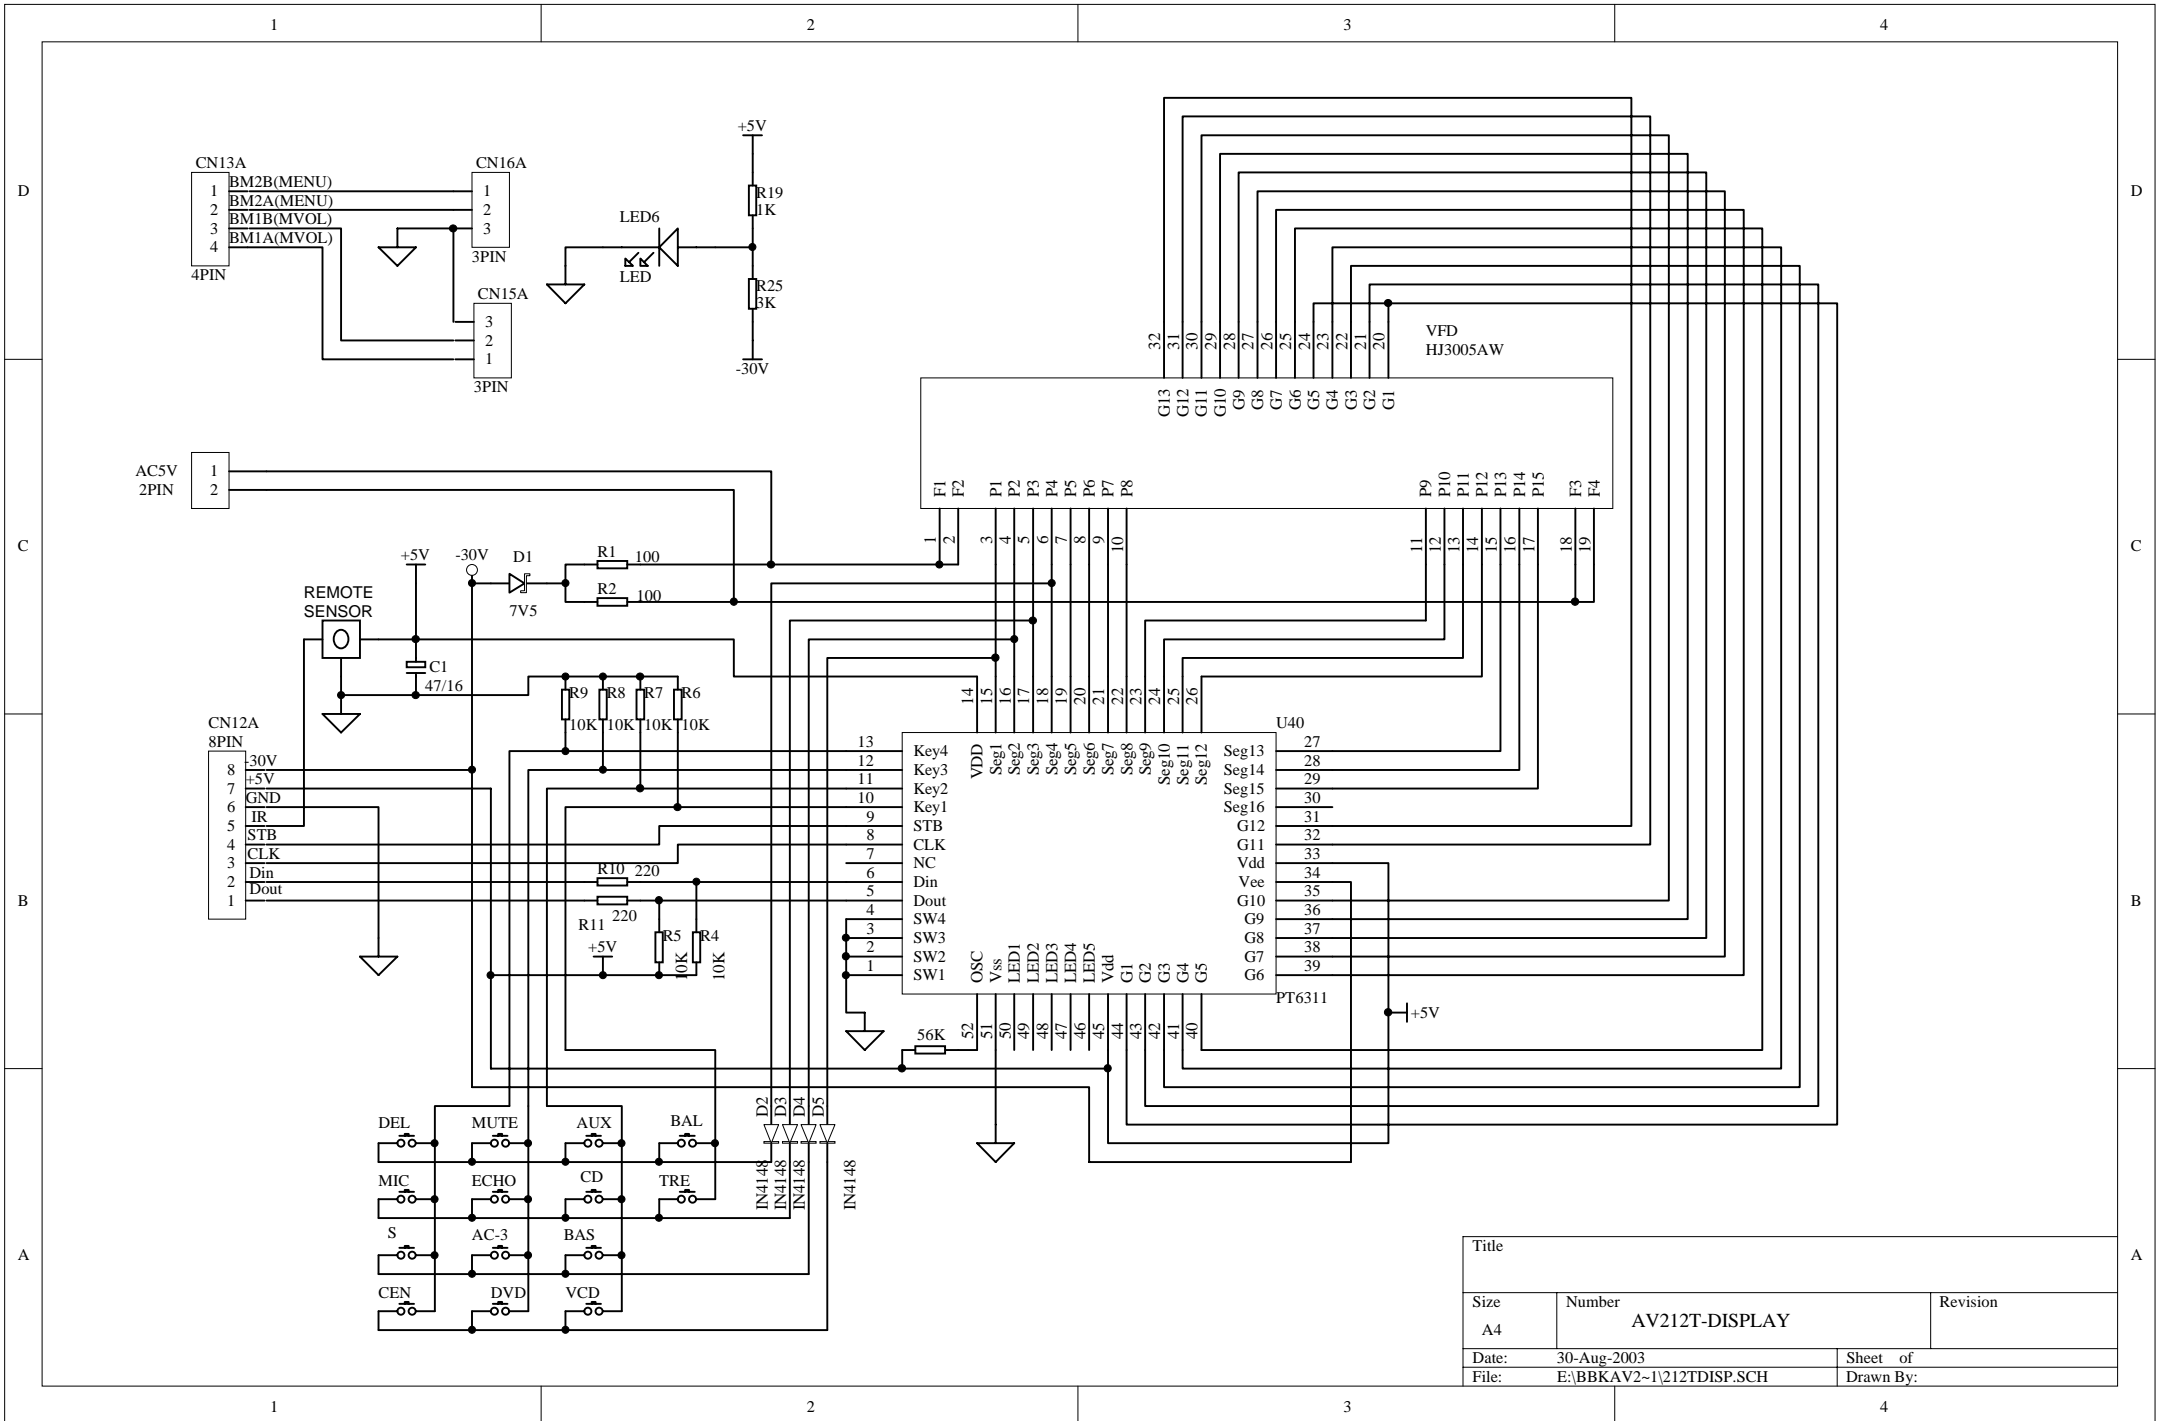 1 2 3 4
D
C
B
A
D
C
B
A
CN13A
1 BM2B(MENU)
2 BM2A(MENU)
3 BM1B(MVOL)
4 BM1A(MVOL)
4PIN
CN16A
1
2
3
3PIN
CN15A
3
2
1
3PIN
LED6
LED
+5V
R19
1K
R25
3K
-30V
VFD
HJ3005AW
32 31 30 29 28 27 26 25 24 23 22 21 20
G13 G12 G11 G10 G9 G8 G7 G6 G5 G4 G3 G2 G1
F1 F2 P1 P2 P3 P4 P5 P6 P7 P8 P9 P10 P11 P12 P13 P14 P15 F3 F4
1 2 3 4 5 6 7 8 9 10 11 12 13 14 15 16 17 18 19
AC5V
2PIN
1
2
+5V
-30V
D1
7V5
R1 100
R2 100
REMOTE
SENSOR
C1
47/16
R9 R8 R7 R6
10K 10K 10K 10K
CN12A
8PIN
8 -30V
7 +5V
6 GND
5 IR
4 STB
3 CLK
2 Din
1 Dout
R10 220
R11 220
+5V
R5 R4
10K 10K
U40
PT6311
14 15 16 17 18 19 20 21 22 23 24 25 26
VDD Seg1 Seg2 Seg3 Seg4 Seg5 Seg6 Seg7 Seg8 Seg9 Seg10 Seg11 Seg12
13 Key4
12 Key3
11 Key2
10 Key1
9 STB
8 CLK
7 NC
6 Din
5 Dout
4 SW4
3 SW3
2 SW2
1 SW1
Seg13 27
Seg14 28
Seg15 29
Seg16 30
G12 31
G11 32
Vdd 33
Vee 34
G10 35
G9 36
G8 37
G7 38
G6 39
OSC Vss LED1 LED2 LED3 LED4 LED5 Vdd G1 G2 G3 G4 G5
52 51 50 49 48 47 46 45 44 43 42 41 40
+5V
56K
DEL MUTE AUX BAL
MIC ECHO CD TRE
S AC-3 BAS
CEN DVD VCD
D2 D3 D4 D5
IN4148 IN4148 IN4148 IN4148
Title
Size Number Revision
A4 AV212T-DISPLAY
Date: 30-Aug-2003 Sheet of
File: E:\BBKAV2~1\212TDISP.SCH Drawn By:
1 2 3 4